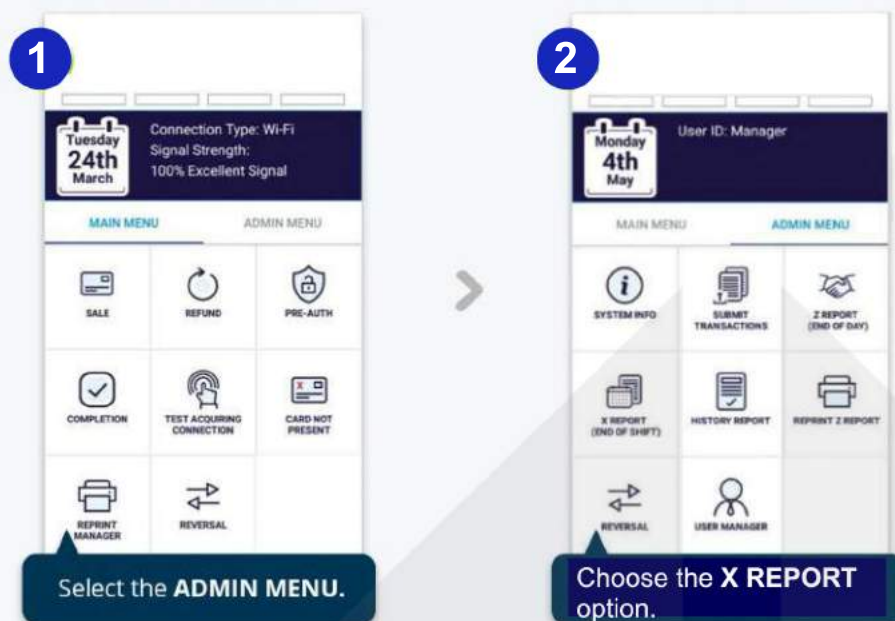 1
Tuesday
24th
March
Connection Type: Wi-Fi
Signal Strength:
100% Excellent Signal
MAIN MENU
ADMIN MENU
SALE
REFUND
PRE-AUTH
COMPLETION
TEST ACQUIRING
CONNECTION
CARD NOT
PRESENT
REPRINT
MANAGER
REVERSAL
Select the ADMIN MENU.
2
Monday
4th
May
User ID: Manager
MAIN MENU
ADMIN MENU
SYSTEM INFO
SUBMIT
TRANSACTIONS
Z REPORT
(END OF DAY)
X REPORT
(END OF SHIFT)
HISTORY REPORT
REPRINT Z REPORT
REVERSAL
USER MANAGER
Choose the X REPORT
option.